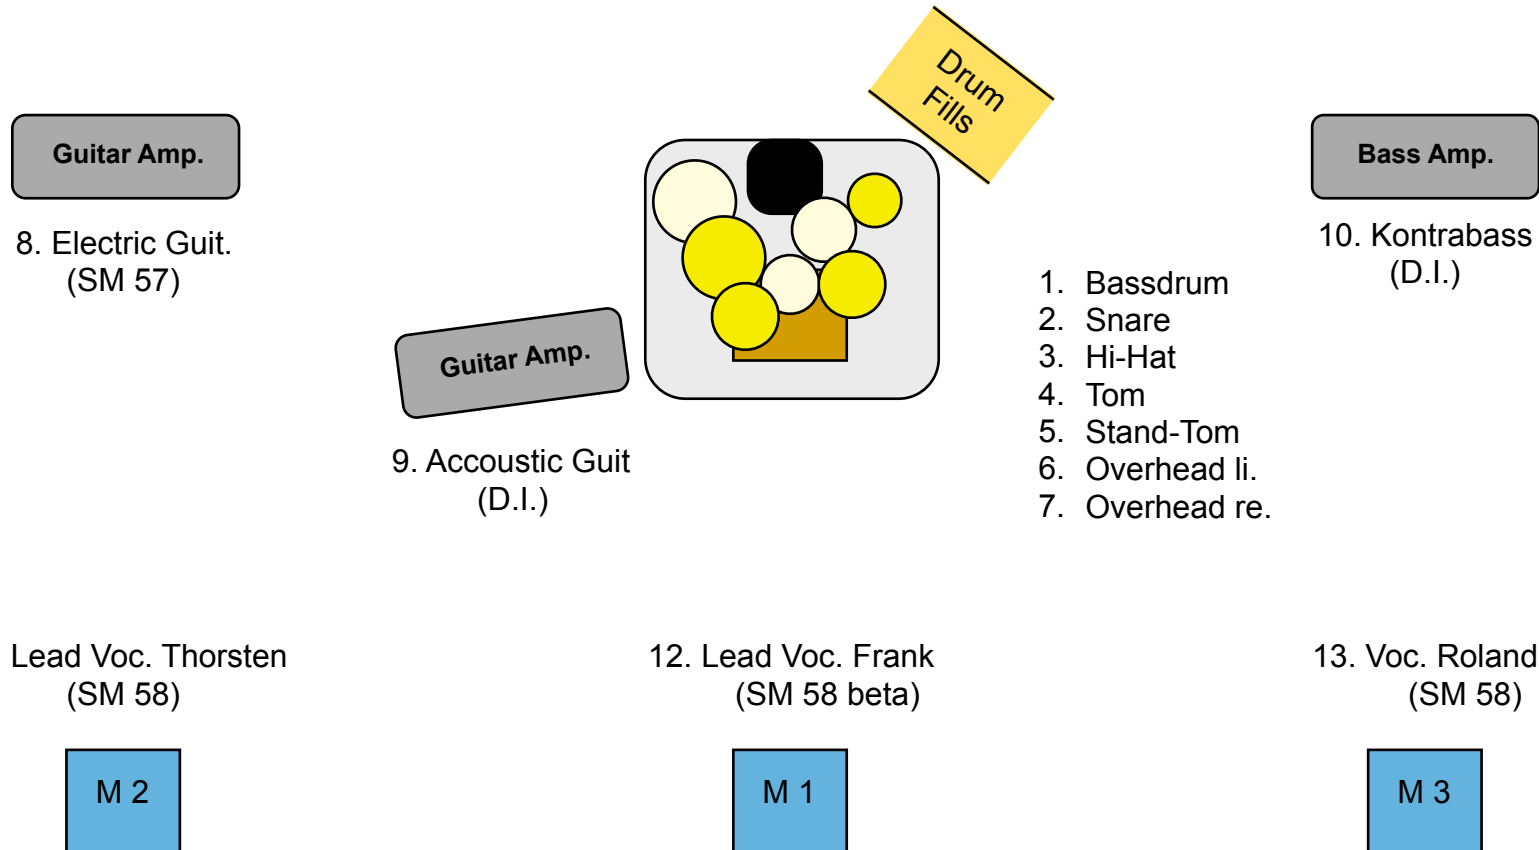 Drum
Fills
Guitar Amp.
Bass Amp.
8. Electric Guit.
(SM 57)
10. Kontrabass
(D.I.)
1. Bassdrum
2. Snare
3. Hi-Hat
4. Tom
5. Stand-Tom
6. Overhead li.
7. Overhead re.
Guitar Amp.
9. Accoustic Guit
(D.I.)
Lead Voc. Thorsten
(SM 58)
12. Lead Voc. Frank
(SM 58 beta)
13. Voc. Roland
(SM 58)
M 2
M 1
M 3